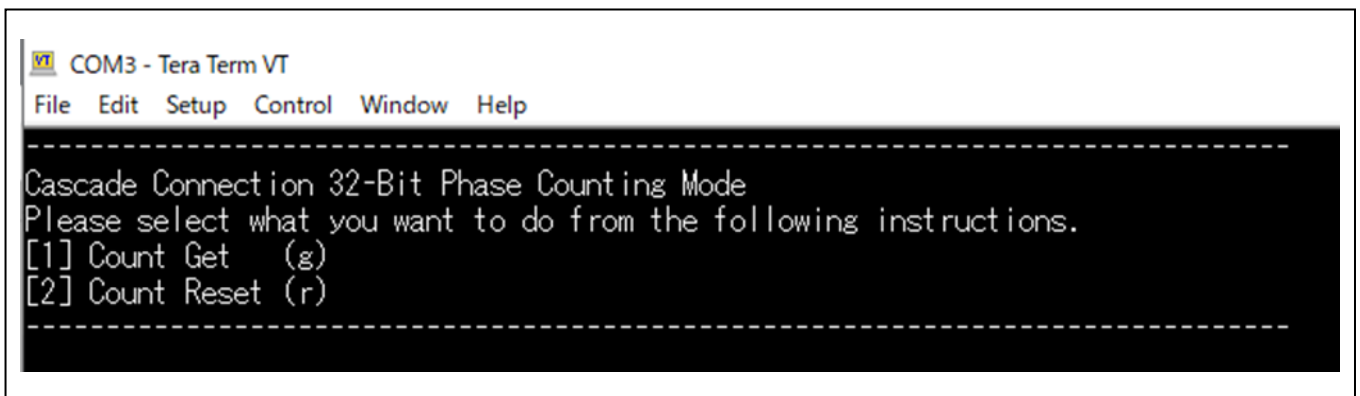 VT COM3 - Tera Term VT
File Edit Setup Control Window Help
-------------------------------------------------------------------------------
Cascade Connection 32-Bit Phase Counting Mode
Please select what you want to do from the following instructions.
[1] Count Get   (g)
[2] Count Reset (r)
-------------------------------------------------------------------------------